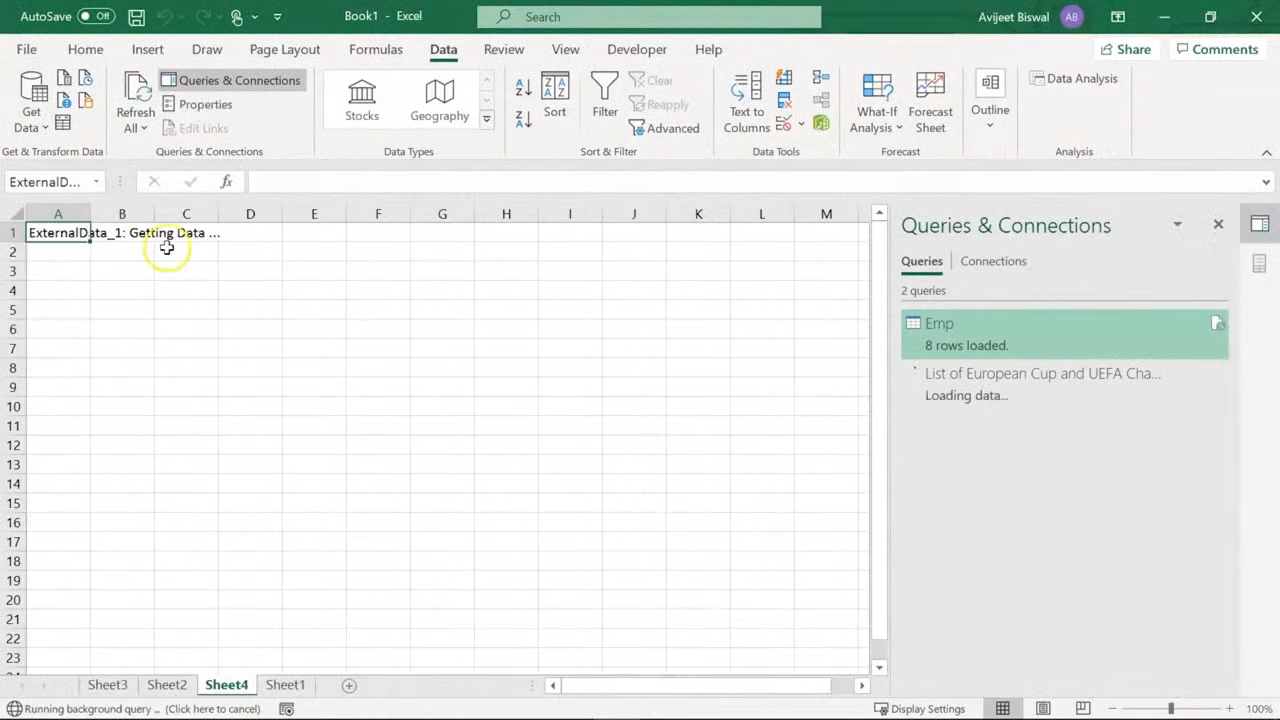 AutoSave Off Book1 - Excel Search Avijeet Biswal AB
File Home Insert Draw Page Layout Formulas Data Review View Developer Help Share Comments
Get Data
Refresh All
Queries & Connections
Properties
Edit Links
Stocks
Geography
Sort
Filter
Clear
Reapply
Advanced
Text to Columns
What-If Analysis
Forecast Sheet
Outline
Data Analysis
Get & Transform Data Queries & Connections Data Types Sort & Filter Data Tools Forecast Analysis
ExternalD... fx
A B C D E F G H I J K L M
1 ExternalData_1: Getting Data ...
2
3
4
5
6
7
8
9
10
11
12
13
14
15
16
17
18
19
20
21
22
23
Queries & Connections
Queries Connections
2 queries
Emp
8 rows loaded.
List of European Cup and UEFA Cha...
Loading data...
Sheet3 Sheet2 Sheet4 Sheet1
Running background query ... (Click here to cancel) Display Settings 100%